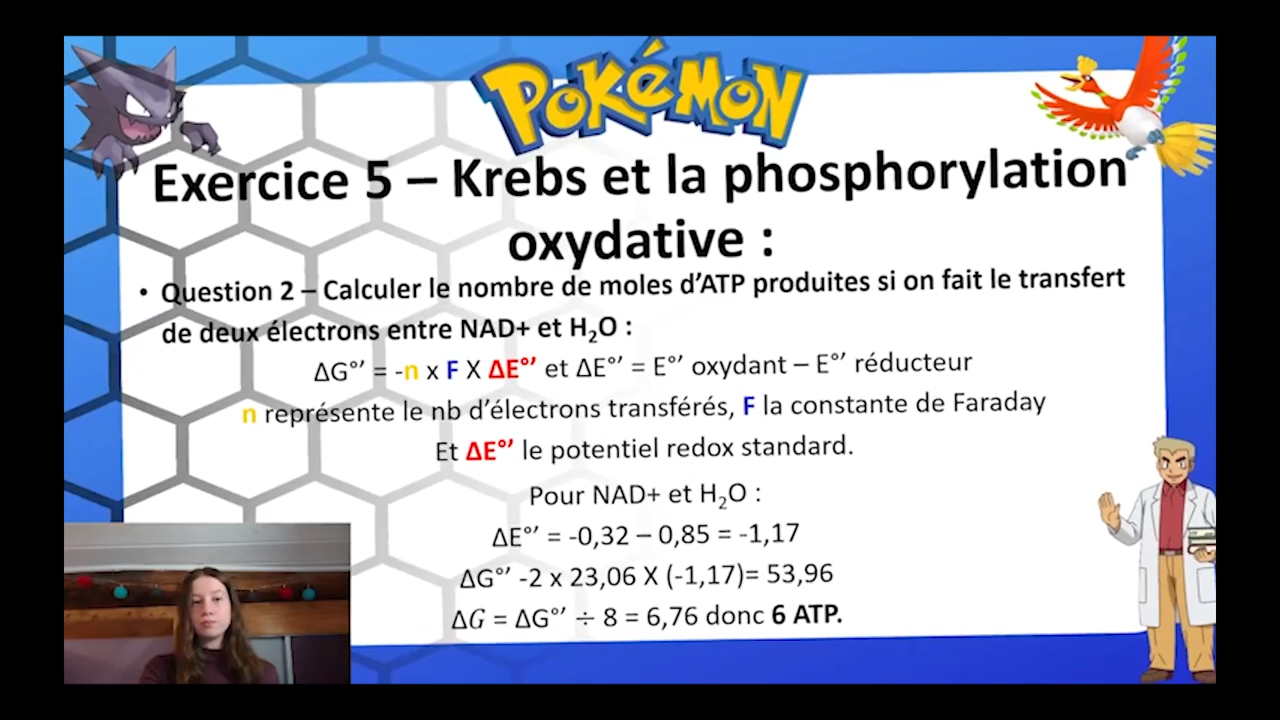 POKéMON
Exercice 5 – Krebs et la phosphorylation
oxydative :
• Question 2 – Calculer le nombre de moles d’ATP produites si on fait le transfert
de deux électrons entre NAD+ et H₂O :
ΔG°’ = -n x F X ΔE°’ et ΔE°’ = E°’ oxydant – E°’ réducteur
n représente le nb d’électrons transférés, F la constante de Faraday
Et ΔE°’ le potentiel redox standard.
Pour NAD+ et H₂O :
ΔE°’ = -0,32 – 0,85 = -1,17
ΔG°’ -2 x 23,06 X (-1,17)= 53,96
ΔG = ΔG°’ ÷ 8 = 6,76 donc 6 ATP.